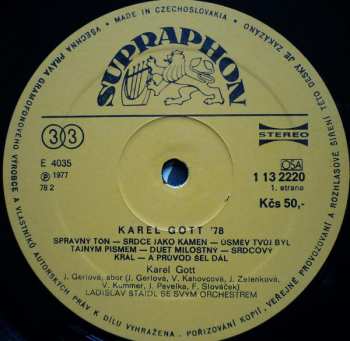 • MADE IN CZECHOSLOVAKIA • VŠECHNA PRÁVA GRAMOFONOVÉHO VÝROBCE A VLASTNÍKŮ AUTORSKÝCH PRÁV K DÍLU VYHRAŽENA. POŘIZOVÁNÍ KOPIÍ, VEŘEJNÉ PROVOZOVÁNÍ A ROZHLASOVÉ ŠÍŘENÍ TÉTO DESKY JE ZAKÁZÁNO
SUPRAPHON
33
STEREO
E 4035
℗ 1977
78 2
OSA
1 13 2220
1. strano
Kčs 50,-
KAREL GOTT '78
SPRÁVNÝ TÓN — SRDCE JAKO KÁMEN — ÚSMĚV TVŮJ BYL
TAJNÝM PÍSMEM — DUET MILOSTNÝ — SRDCOVÝ
KRÁL — A PRŮVOD ŠEL DÁL
Karel Gott
J. Gerlová, sbor (J. Gerlová, V. Kahovcová, J. Zelenková,
V. Kummer, J. Pavelka, F. Slováček)
LADISLAV ŠTAIDL SE SVÝM ORCHESTREM